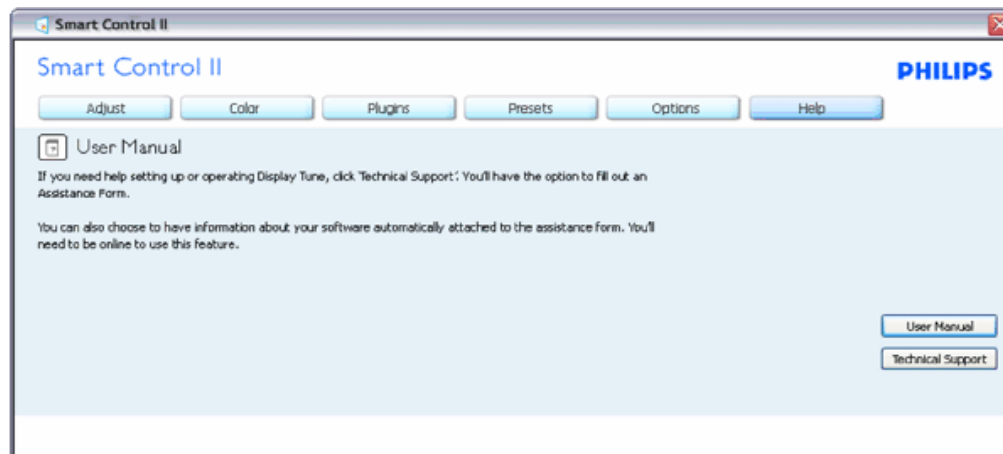 Smart Control II
Smart Control II
PHILIPS
Adjust
Color
Plugins
Presets
Options
Help
User Manual
If you need help setting up or operating Display Tune, click 'Technical Support'. You'll have the option to fill out an
Assistance Form.
You can also choose to have information about your software automatically attached to the assistance form. You'll
need to be online to use this feature.
User Manual
Technical Support